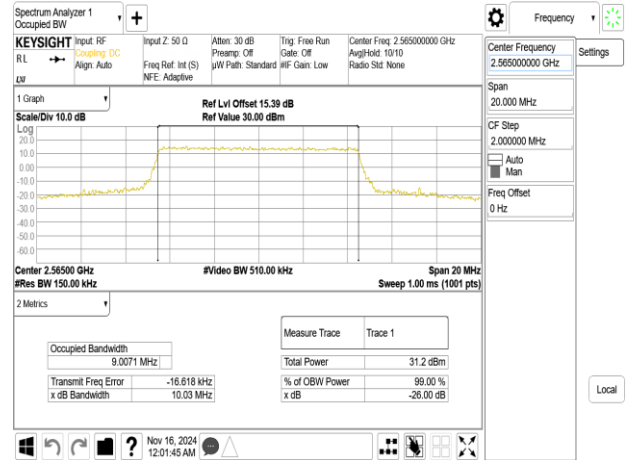 Spectrum Analyzer 1
Occupied BW
Frequency
KEYSIGHT
RL
Input: RF
Coupling: DC
Align: Auto
Input Z: 50 Ω
Freq Ref: Int (S)
NFE: Adaptive
Atten: 30 dB
Preamp: Off
µW Path: Standard
Trig: Free Run
Gate: Off
#IF Gain: Low
Center Freq: 2.565000000 GHz
Avg|Hold: 10/10
Radio Std: None
Center Frequency
2.565000000 GHz
Settings
Span
20.000 MHz
CF Step
2.000000 MHz
Auto
Man
Freq Offset
0 Hz
Local
1 Graph
Ref Lvl Offset 15.39 dB
Scale/Div 10.0 dB
Ref Value 30.00 dBm
Log
20.0
10.0
0.00
-10.0
-20.0
-30.0
-40.0
-50.0
-60.0
Center 2.56500 GHz
#Video BW 510.00 kHz
Span 20 MHz
#Res BW 150.00 kHz
Sweep 1.00 ms (1001 pts)
2 Metrics
Measure Trace Trace 1
Occupied Bandwidth
9.0071 MHz
Total Power 31.2 dBm
Transmit Freq Error -16.618 kHz
% of OBW Power 99.00 %
x dB Bandwidth 10.03 MHz
x dB -26.00 dB
?
Nov 16, 2024
12:01:45 AM